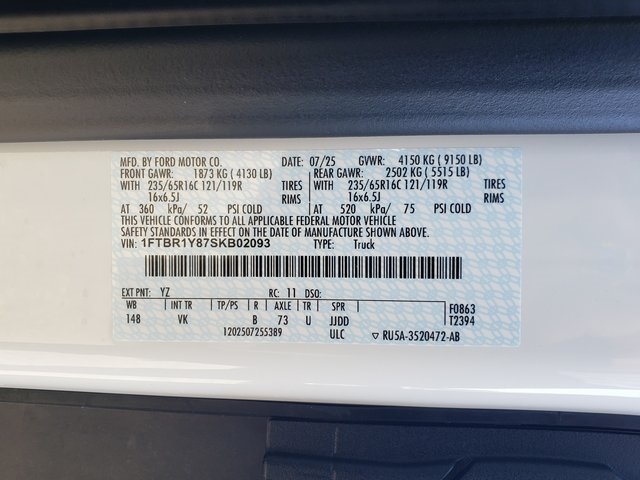 MFD. BY FORD MOTOR CO. DATE: 07/25 GVWR: 4150 KG ( 9150 LB)
FRONT GAWR: 1873 KG ( 4130 LB) REAR GAWR: 2502 KG ( 5515 LB)
WITH 235/65R16C 121/119R TIRES WITH 235/65R16C 121/119R TIRES
16x6.5J RIMS 16x6.5J RIMS
AT 360 kPa/ 52 PSI COLD AT 520 kPa/ 75 PSI COLD
THIS VEHICLE CONFORMS TO ALL APPLICABLE FEDERAL MOTOR VEHICLE
SAFETY STANDARDS IN EFFECT ON THE DATE OF MANUFACTURE SHOWN ABOVE.
VIN: 1FTBR1Y87SKB02093 TYPE: Truck
EXT PNT: YZ RC: 11 DSO:
WB INT TR TP/PS R AXLE TR SPR
148 VK B 73 U JJDD
F0863
T2394
1202507255389 ULC RU5A-3520472-AB